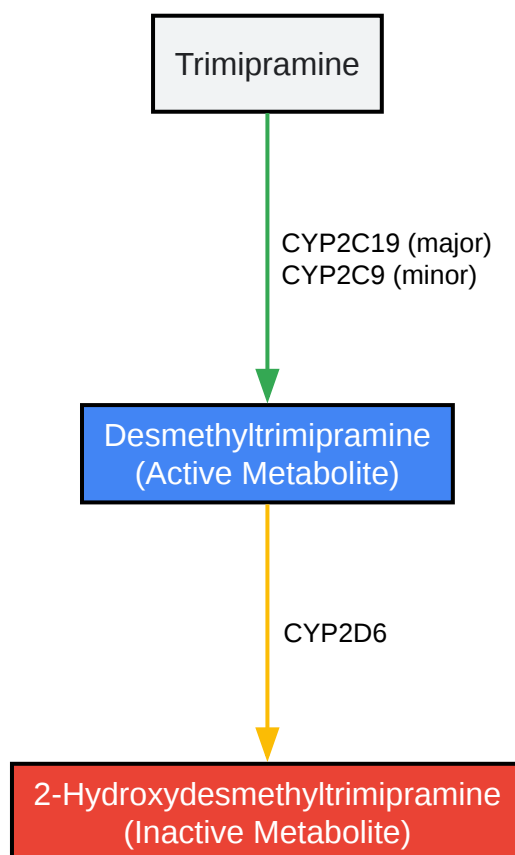 Trimipramine
CYP2C19 (major)
CYP2C9 (minor)
Desmethyltrimipramine
(Active Metabolite)
CYP2D6
2-Hydroxydesmethyltrimipramine
(Inactive Metabolite)